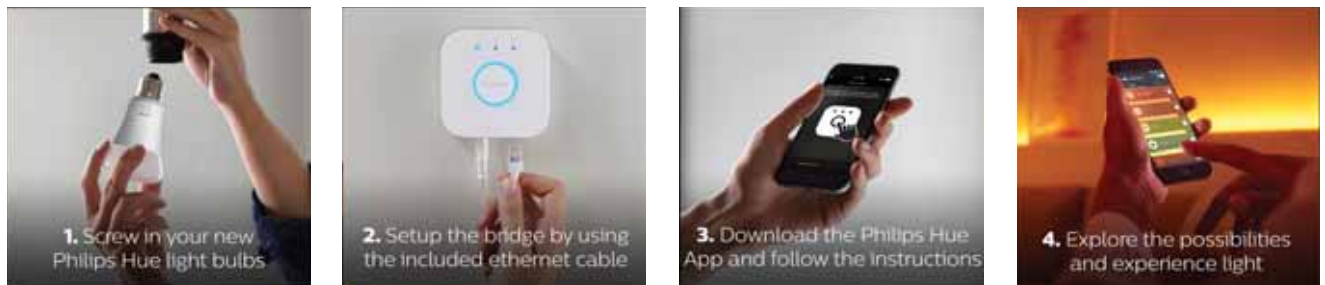 1. Screw in your new
Philips Hue light bulbs
2. Setup the bridge by using
the included ethernet cable
3. Download the Philips Hue
App and follow the instructions
4. Explore the possibilities
and experience light